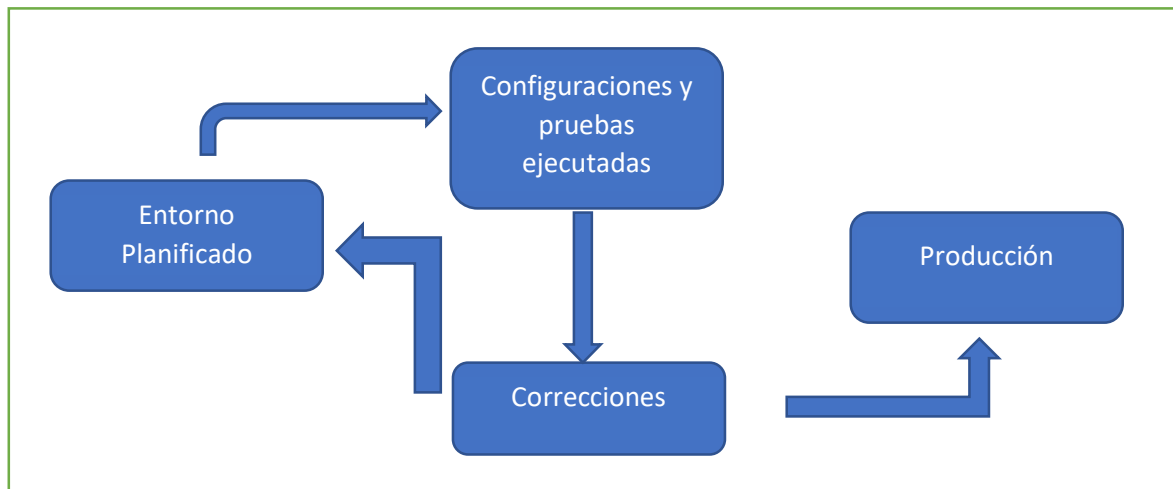 Configuraciones y
pruebas
ejecutadas
Entorno
Planificado
Producción
Correcciones